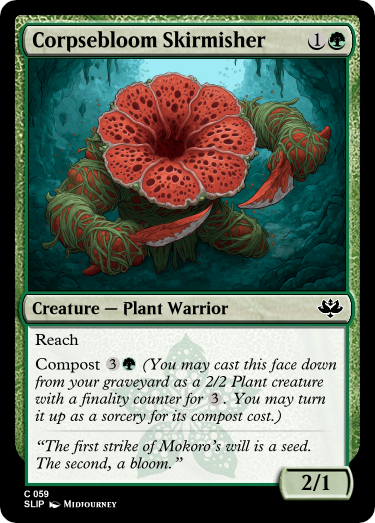 Corpsebloom Skirmisher 1
Creature — Plant Warrior
Reach
Compost 3 (You may cast this face down
from your graveyard as a 2/2 Plant creature
with a finality counter for 3. You may turn
it up as a sorcery for its compost cost.)
“The first strike of Mokoro's will is a seed.
The second, a bloom.”
2/1
C 059
SLIP Midjourney